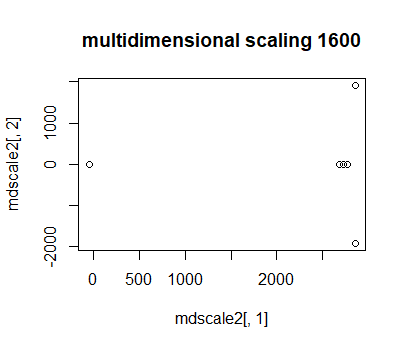 multidimensional scaling 1600
mdscale2[, 2]
1000
0
-2000
0 500 1000 2000
mdscale2[, 1]